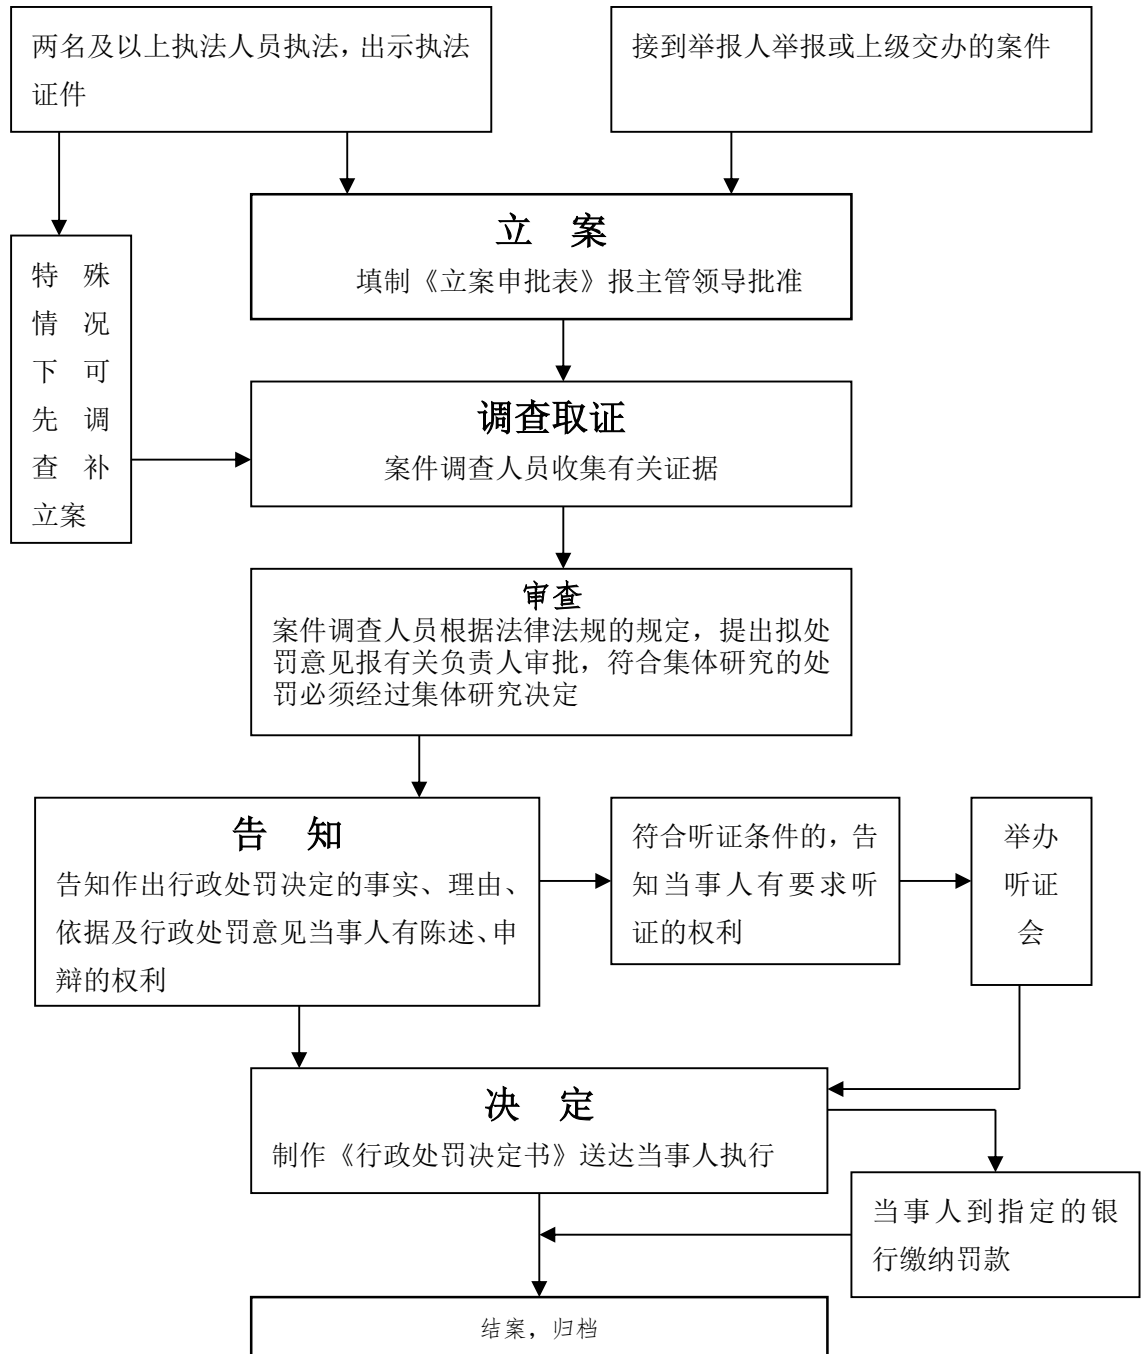 两名及以上执法人员执法，出示执法
证件
接到举报人举报或上级交办的案件
立 案
填制《立案申批表》报主管领导批准
特殊
情况
下可
先调
查补
立案
调查取证
案件调查人员收集有关证据
审查
案件调查人员根据法律法规的规定，提出拟处
罚意见报有关负责人审批，符合集体研究的处
罚必须经过集体研究决定
告 知
告知作出行政处罚决定的事实、理由、
依据及行政处罚意见当事人有陈述、申
辩的权利
符合听证条件的，告
知当事人有要求听
证的权利
举办
听证
会
决 定
制作《行政处罚决定书》送达当事人执行
当事人到指定的银
行缴纳罚款
结案，归档